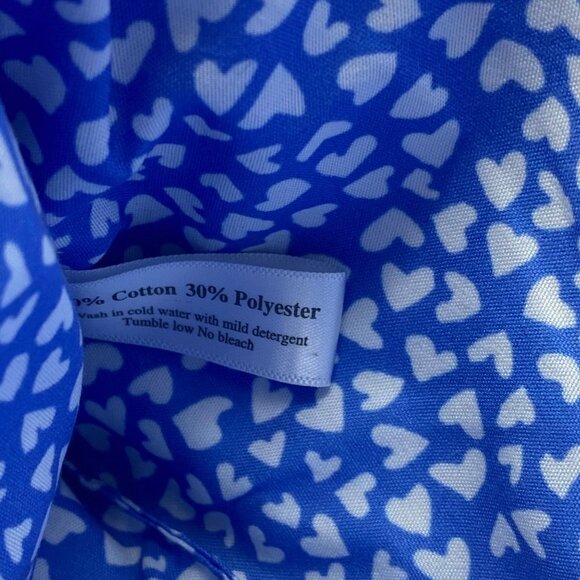 0% Cotton 30% Polyester
Wash in cold water with mild detergent
Tumble low No bleach